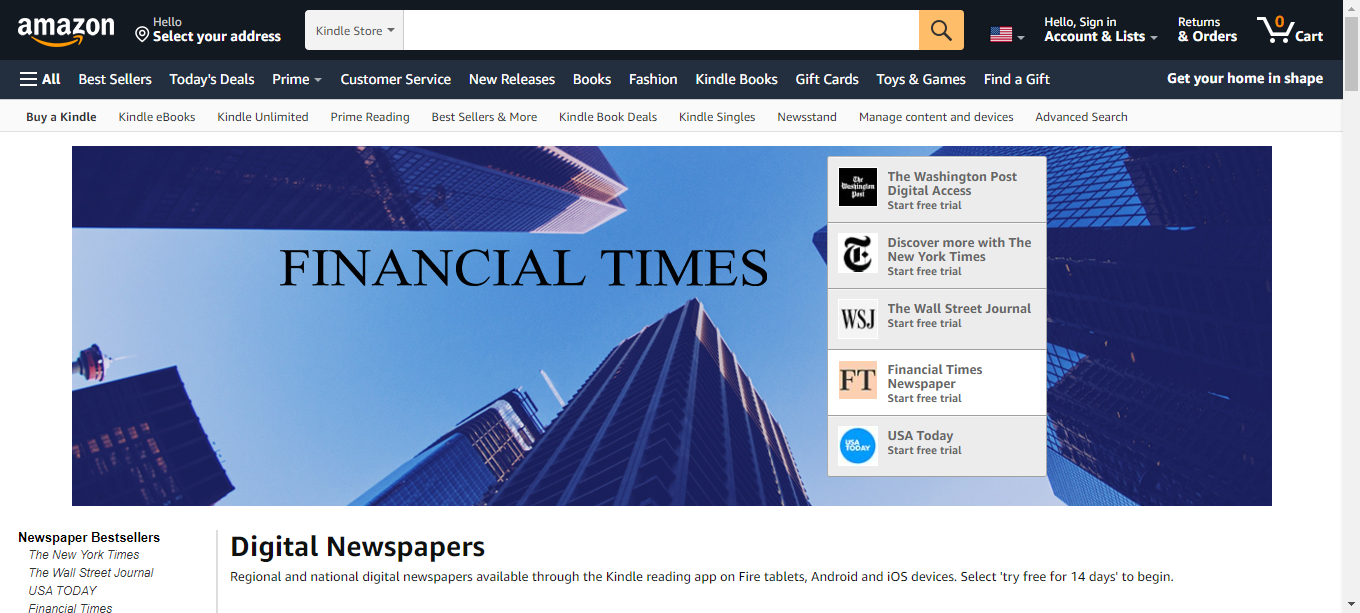 amazon
Hello
Select your address
Kindle Store
Hello, Sign in
Account & Lists
Returns
& Orders
0
Cart
All
Best Sellers
Today's Deals
Prime
Customer Service
New Releases
Books
Fashion
Kindle Books
Gift Cards
Toys & Games
Find a Gift
Get your home in shape
Buy a Kindle
Kindle eBooks
Kindle Unlimited
Prime Reading
Best Sellers & More
Kindle Book Deals
Kindle Singles
Newsstand
Manage content and devices
Advanced Search
FINANCIAL TIMES
The
Washington
Post
The Washington Post
Digital Access
Start free trial
T
Discover more with The
New York Times
Start free trial
WSJ
The Wall Street Journal
Start free trial
FT
Financial Times
Newspaper
Start free trial
USA
TODAY
USA Today
Start free trial
Newspaper Bestsellers
The New York Times
The Wall Street Journal
USA TODAY
Financial Times
Digital Newspapers
Regional and national digital newspapers available through the Kindle reading app on Fire tablets, Android and iOS devices. Select 'try free for 14 days' to begin.